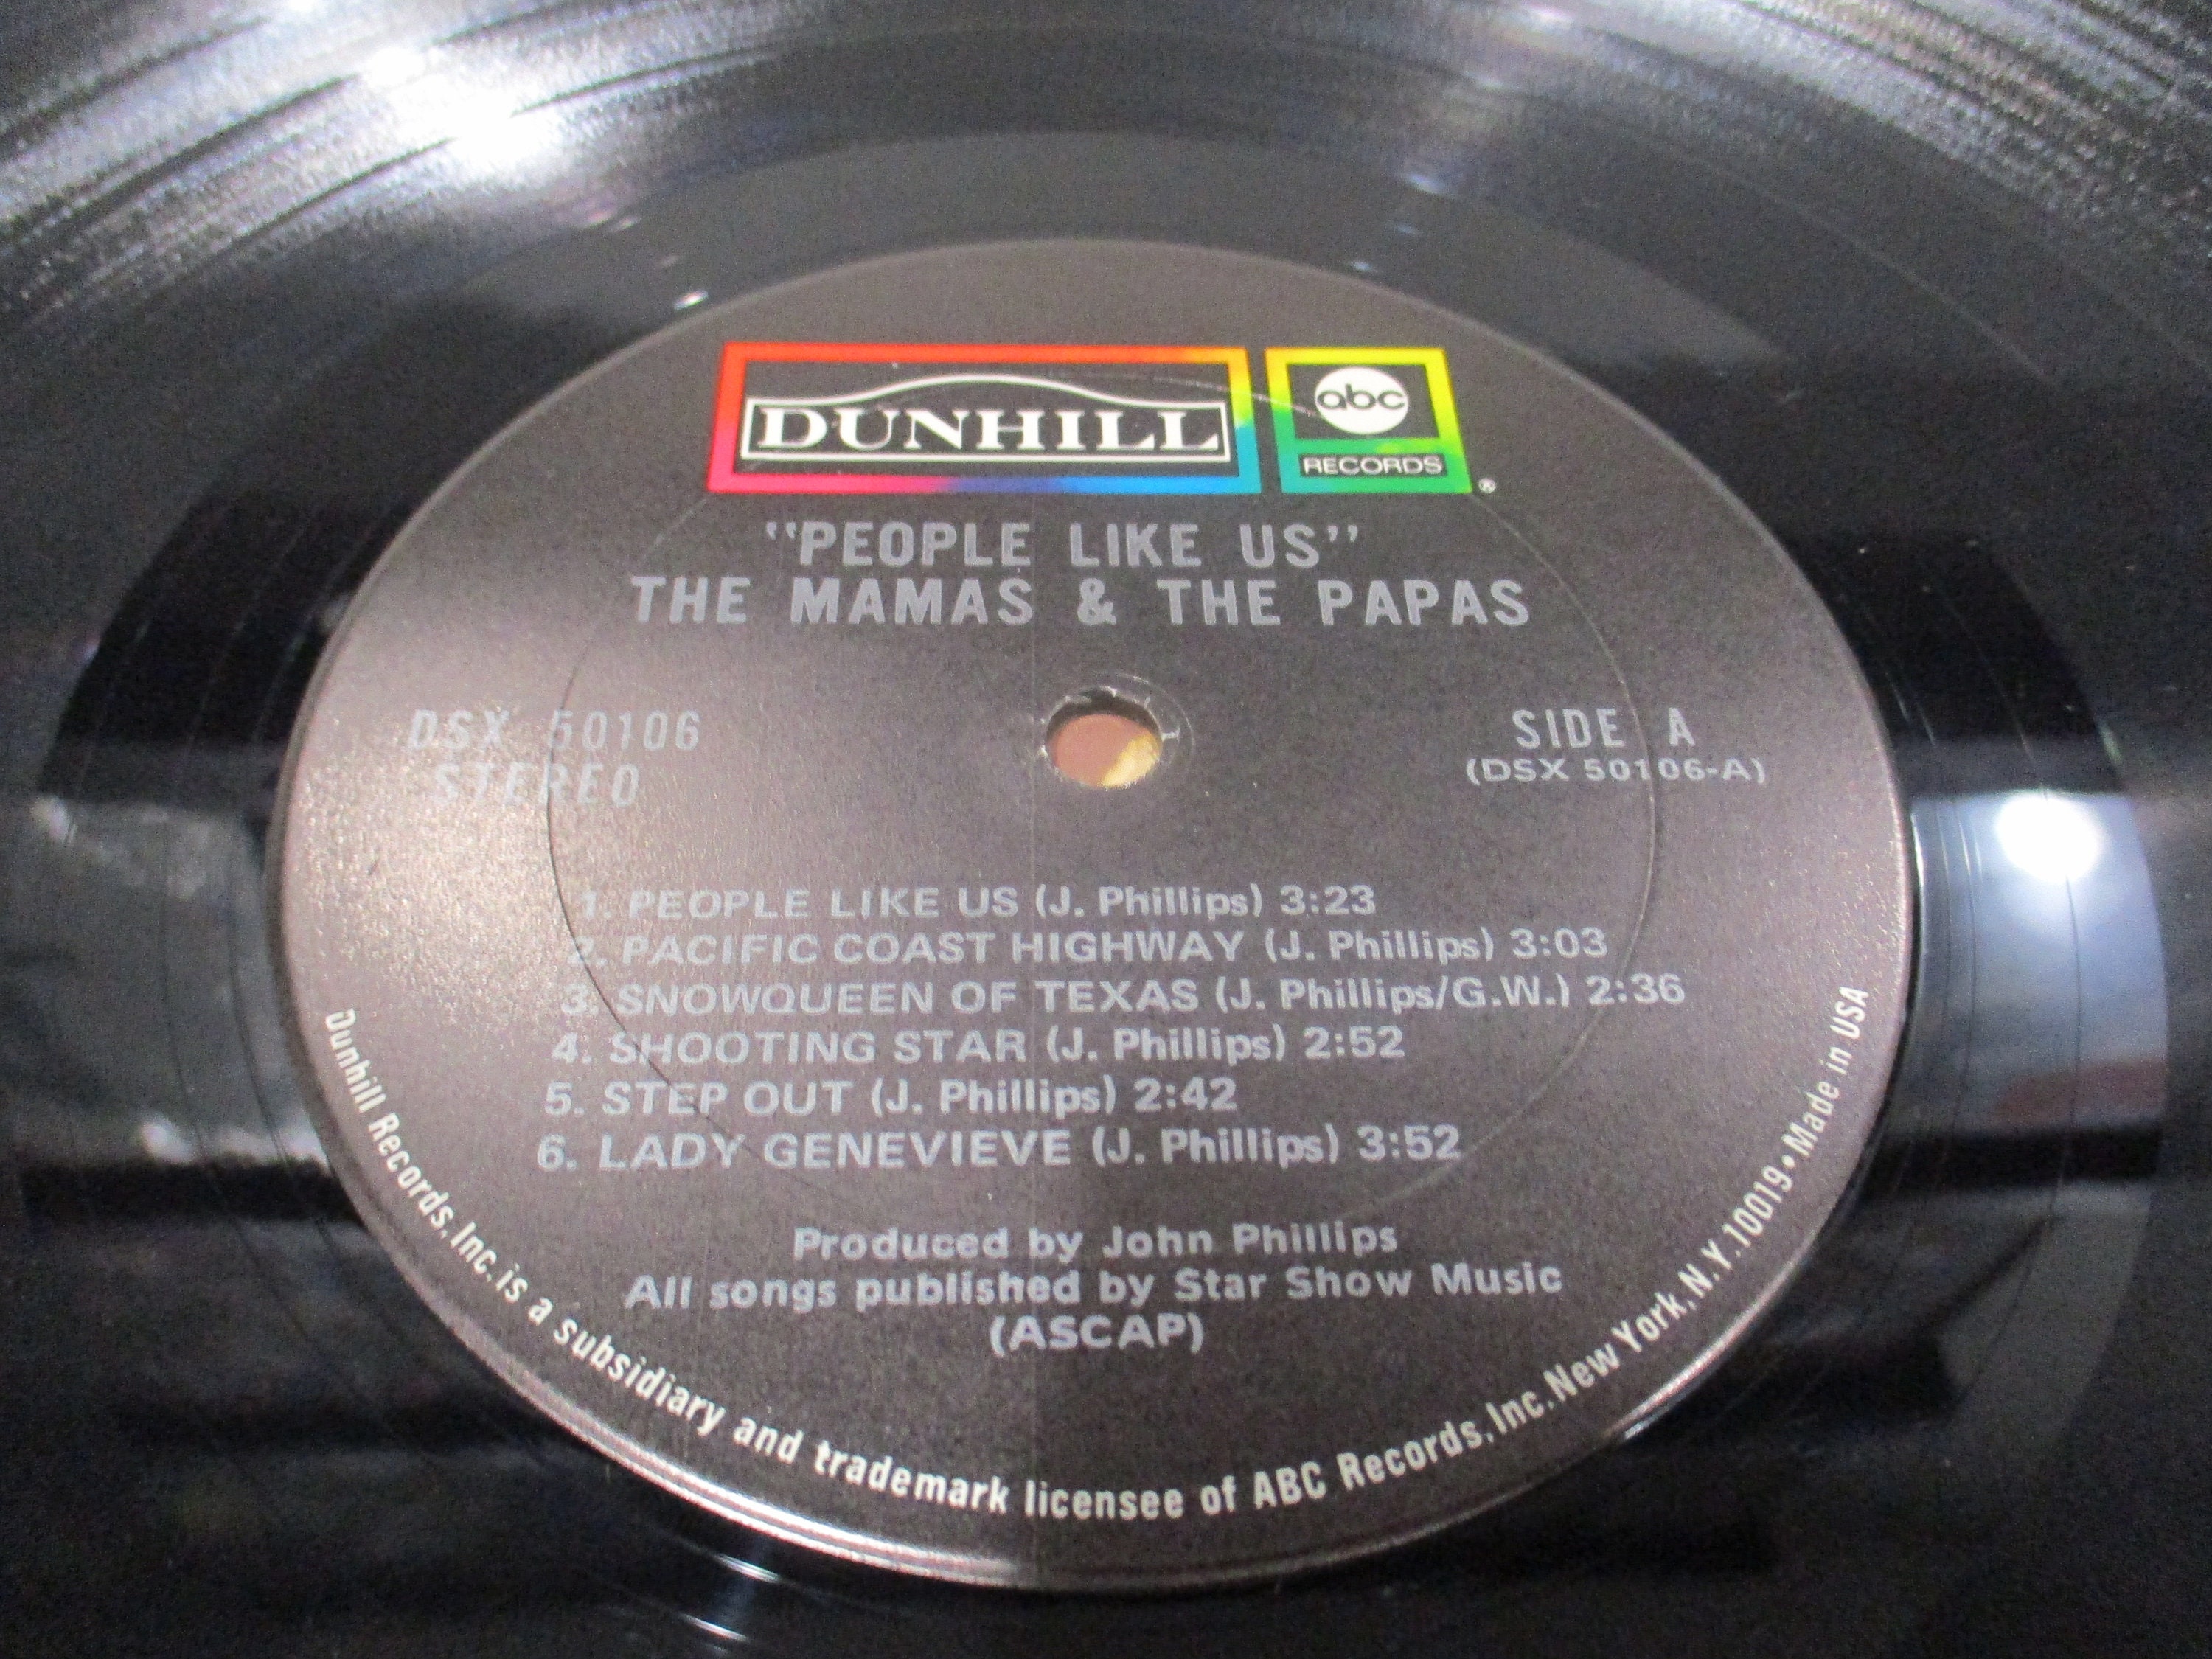 DUNHILL
abc
RECORDS
®
"PEOPLE LIKE US"
THE MAMAS & THE PAPAS
DSX 50106
STEREO
SIDE A
(DSX 50106-A)
1. PEOPLE LIKE US (J. Phillips) 3:23
2. PACIFIC COAST HIGHWAY (J. Phillips) 3:03
3. SNOWQUEEN OF TEXAS (J. Phillips/G.W.) 2:36
4. SHOOTING STAR (J. Phillips) 2:52
5. STEP OUT (J. Phillips) 2:42
6. LADY GENEVIEVE (J. Phillips) 3:52
Produced by John Phillips
All songs published by Star Show Music
(ASCAP)
Dunhill Records, Inc. is a subsidiary and trademark licensee of ABC Records, Inc. New York, N.Y. 10019 • Made in USA